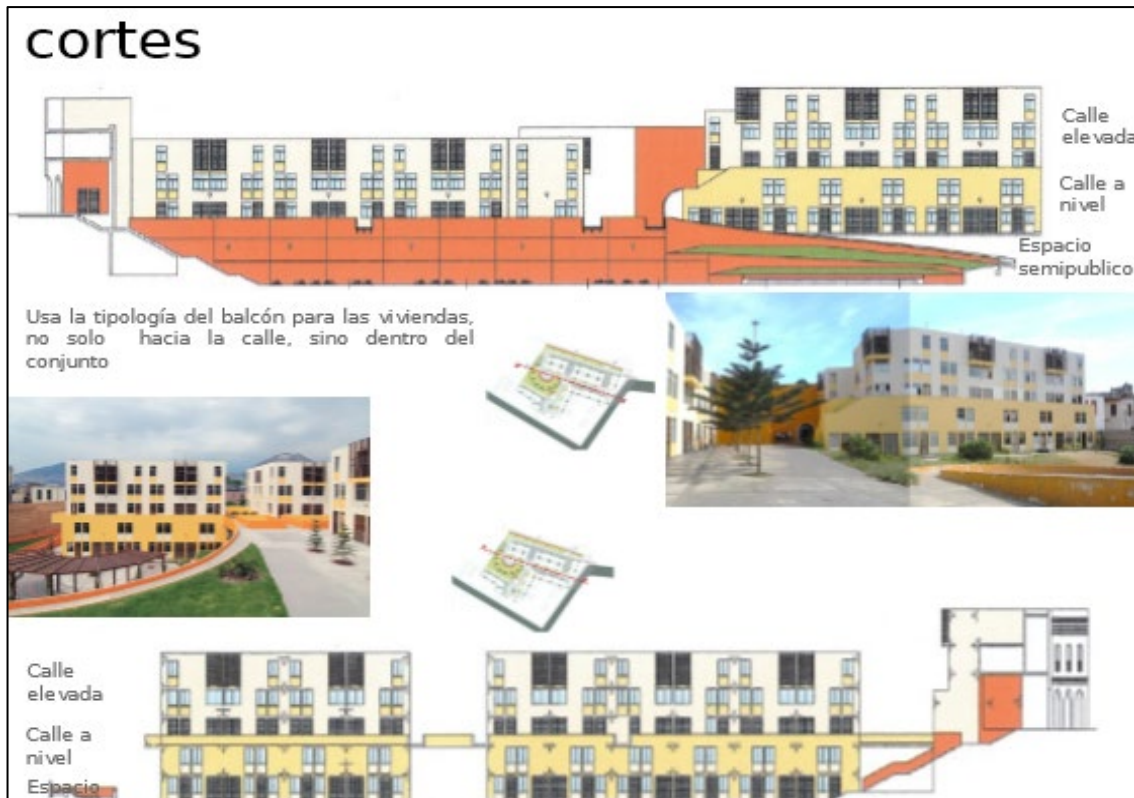 cortes
Calle
elevada
Calle a
nivel
Espacio
semipublico
Usa la tipología del balcón para las viviendas,
no solo hacia la calle, sino dentro del
conjunto
Calle
elevada
Calle a
nivel
Espacio